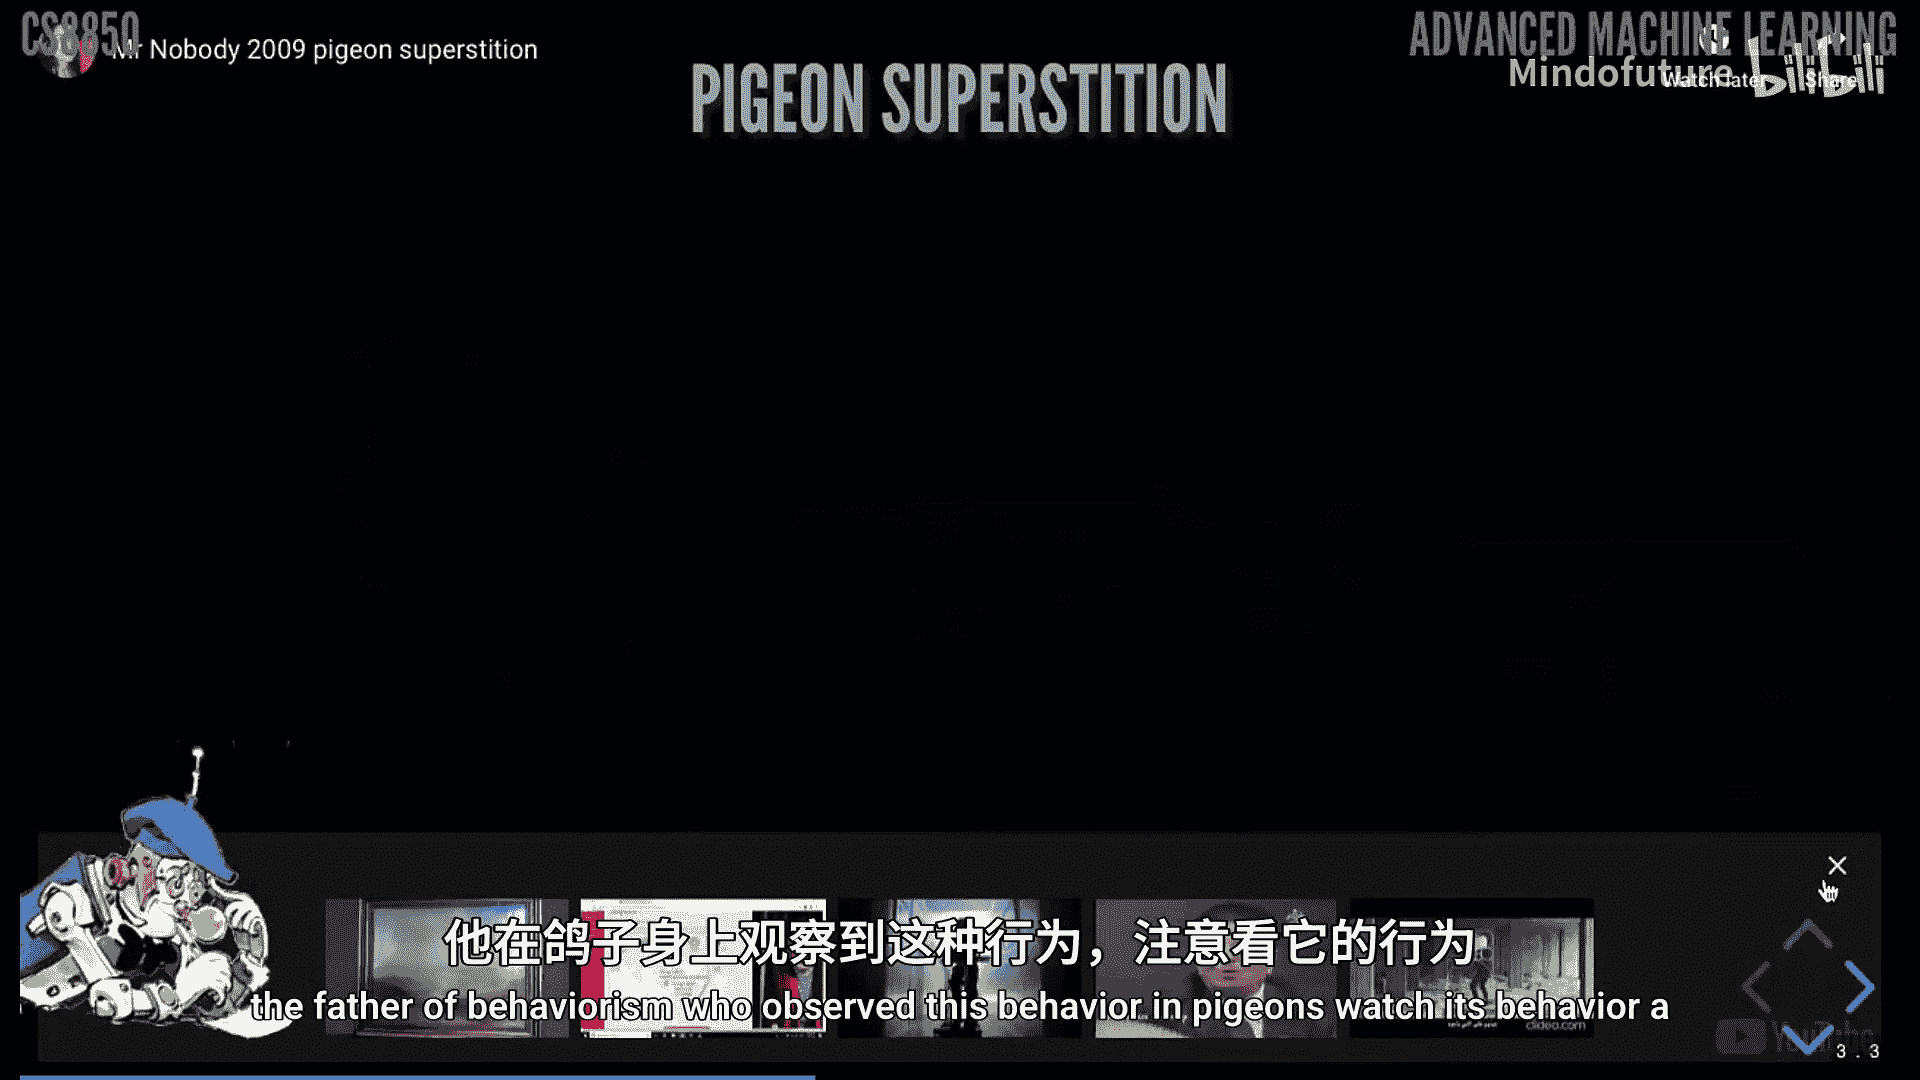 CS8850
ADVANCED MACHINE LEARNING
Mr Nobody 2009 pigeon superstition
Mindofuture
bilibili
Watch later
Share
PIGEON SUPERSTITION
他在鸽子身上观察到这种行为，注意看它的行为
the father of behaviorism who observed this behavior in pigeons watch its behavior a
clideo.com
YouTube
3 . 3